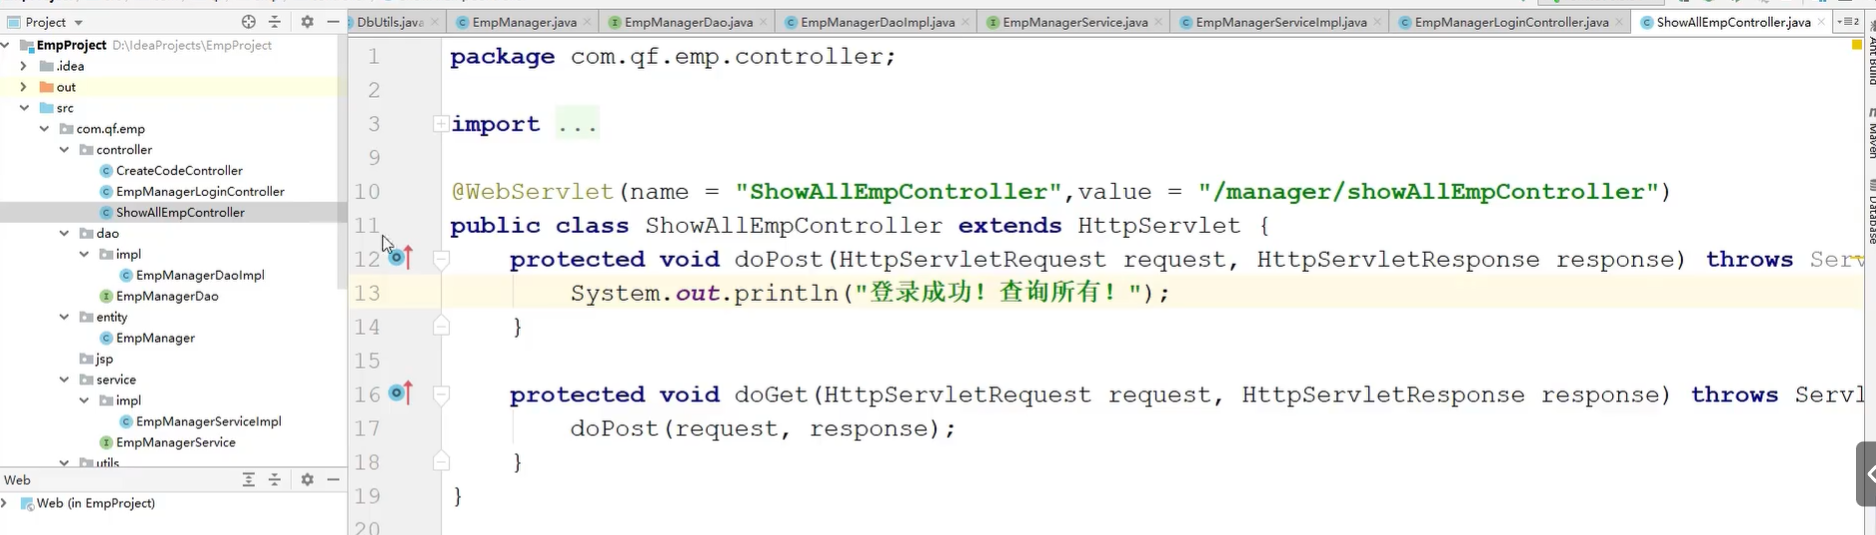 Project
DbUtils.java
EmpManager.java
EmpManagerDao.java
EmpManagerDaoImpl.java
EmpManagerService.java
EmpManagerServiceImpl.java
EmpManagerLoginController.java
ShowAllEmpController.java
EmpProject D:\IdeaProjects\EmpProject
.idea
out
src
com.qf.emp
controller
CreateCodeController
EmpManagerLoginController
ShowAllEmpController
dao
impl
EmpManagerDaoImpl
EmpManagerDao
entity
EmpManager
jsp
service
impl
EmpManagerServiceImpl
EmpManagerService
utils
Web
Web (in EmpProject)
1 package com.qf.emp.controller;
2
3 import ...
9
10 @WebServlet(name = "ShowAllEmpController",value = "/manager/showAllEmpController")
11 public class ShowAllEmpController extends HttpServlet {
12 protected void doPost(HttpServletRequest request, HttpServletResponse response) throws Serv
13 System.out.println("登录成功！查询所有！");
14 }
15
16 protected void doGet(HttpServletRequest request, HttpServletResponse response) throws Servl
17 doPost(request, response);
18 }
19 }
20
Ant Build
Maven
Database